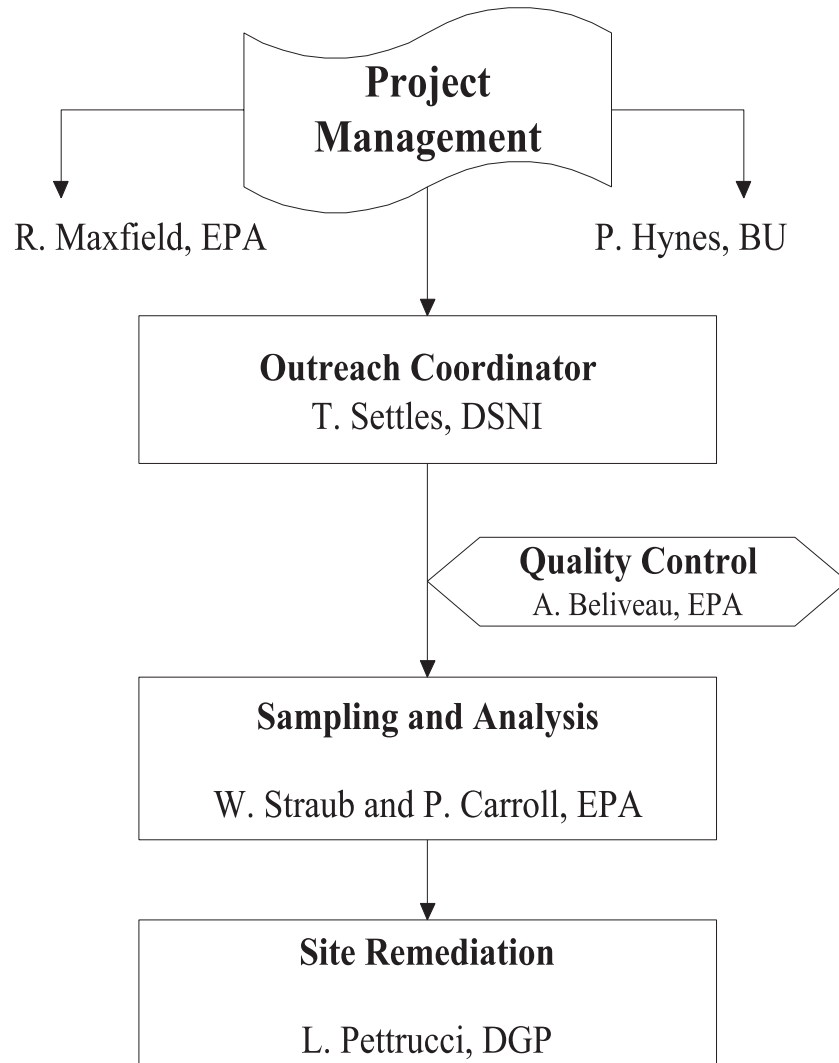 Project
Management
R. Maxfield, EPA
P. Hynes, BU
Outreach Coordinator
T. Settles, DSNI
Quality Control
A. Beliveau, EPA
Sampling and Analysis
W. Straub and P. Carroll, EPA
Site Remediation
L. Pettrucci, DGP